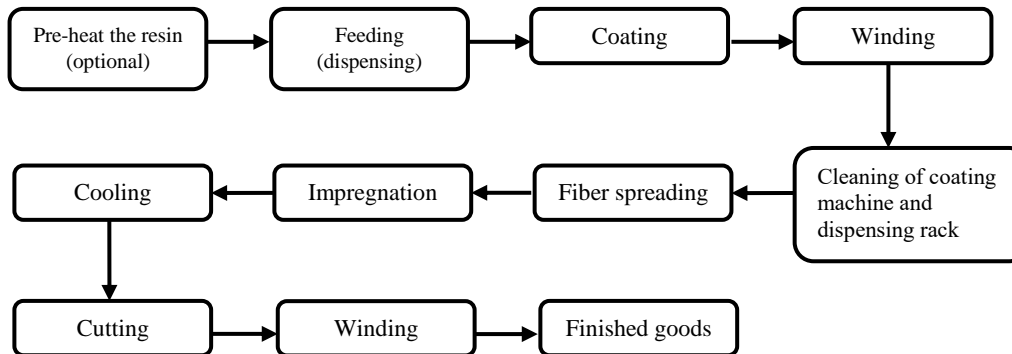 Pre-heat the resin
(optional)
Feeding
(dispensing)
Coating
Winding
Cleaning of coating
machine and
dispensing rack
Fiber spreading
Impregnation
Cooling
Cutting
Winding
Finished goods